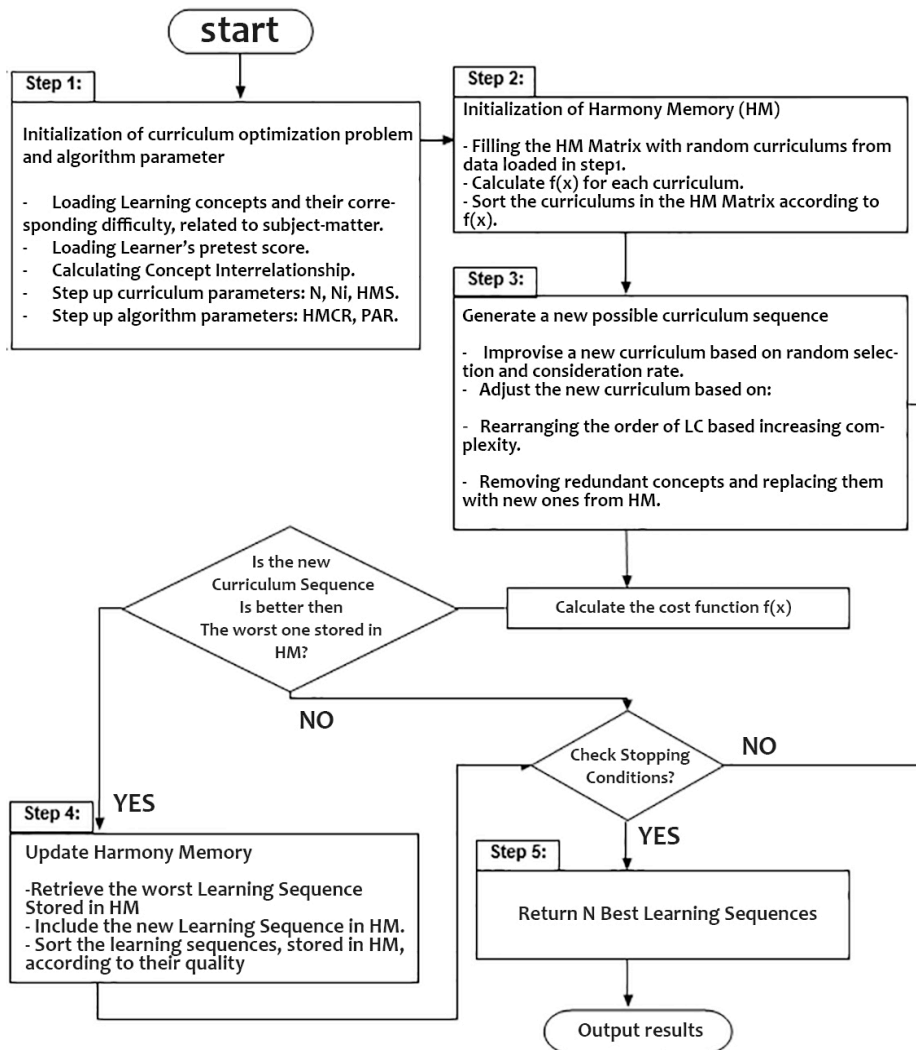 start
Step 1:
Initialization of curriculum optimization problem
and algorithm parameter
- Loading Learning concepts and their corre-
sponding difficulty, related to subject-matter.
- Loading Learner's pretest score.
- Calculating Concept Interrelationship.
- Step up curriculum parameters: N, Ni, HMS.
- Step up algorithm parameters: HMCR, PAR.
Step 2:
Initialization of Harmony Memory (HM)
- Filling the HM Matrix with random curriculums from
data loaded in step1.
- Calculate f(x) for each curriculum.
- Sort the curriculums in the HM Matrix according to
f(x).
Step 3:
Generate a new possible curriculum sequence
- Improvise a new curriculum based on random selec-
tion and consideration rate.
- Adjust the new curriculum based on:
- Rearranging the order of LC based increasing com-
plexity.
- Removing redundant concepts and replacing them
with new ones from HM.
Calculate the cost function f(x)
Is the new
Curriculum Sequence
Is better then
The worst one stored in
HM?
NO
YES
Check Stopping
Conditions?
NO
YES
Step 4:
Update Harmony Memory
-Retrieve the worst Learning Sequence
Stored in HM
- Include the new Learning Sequence in HM.
- Sort the learning sequences, stored in HM,
according to their quality
Step 5:
Return N Best Learning Sequences
Output results